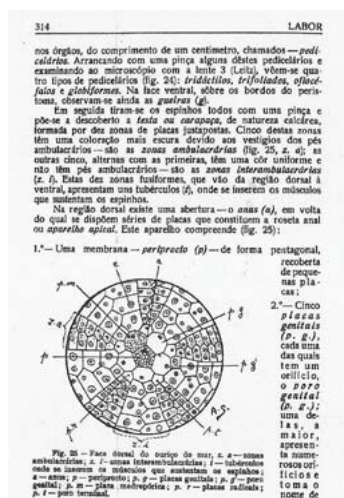 314 LABOR
nos órgãos, do comprimento de um centímetro, chamados — pedi-
celários. Arrancando com uma pinça alguns dêstes pedicelários e
examinando ao microscópio com a lente 3 (Leitz), vêem-se qua-
tro tipos de pedicelários (fig. 24): tridáctilos, trifoliados, ofiocé-
falos e globiformes. Na face ventral, sôbre os bordos do peris-
toma, observam-se ainda as gueiras (g).
Em seguida tiram-se os espinhos todos com uma pinça e
põe-se a descoberto a testa ou carapaça, de natureza calcárea,
formada por dez zonas de placas justapostas. Cinco destas zonas
têm uma coloração mais escura devido aos vestígios dos pés
ambulacrários — são as zonas ambulacrárias (fig. 25, z. a); as
outras cinco, alternas com as primeiras, têm uma côr uniforme e
não têm pés ambulacrários — são as zonas interambulacrárias
(z. i). Estas dez zonas fusiformes, que vão da região dorsal à
ventral, apresentam uns tubérculos (t), onde se inserem os músculos
que sustentam os espinhos.
Na região dorsal existe uma abertura — o anus (a), em volta
do qual se dispõem séries de placas que constituem a roseta anal
ou aparelho apical. Este aparelho compreende (fig. 25):
1.º — Uma membrana — periprocto (p) — de forma pentagonal,
recoberta
de peque-
nas pla-
cas;
2.º — Cinco
placas
genitais
(p. g.),
cada uma
das quais
tem um
orifício,
o poro
genital
(p. g.);
uma de-
las, a
maior,
apresen-
ta nume-
rosos ori-
fícios e
toma o
nome de
p.m
a
z.a
p
p.g
p.g'
A.S.
z.i
z.a
Fig. 25 — Face dorsal do ouriço do mar, z. a — zonas
ambulacrárias; z. i — zonas interambulacrárias; t — tubérculos
onde se inserem os músculos que sustentam os espinhos;
a — anus; p — periprocto; p. g — placas genitais; p. g' — poro
genital; p. m — placa madrepórica; p. r — placas radiais;
p. t — poro terminal.